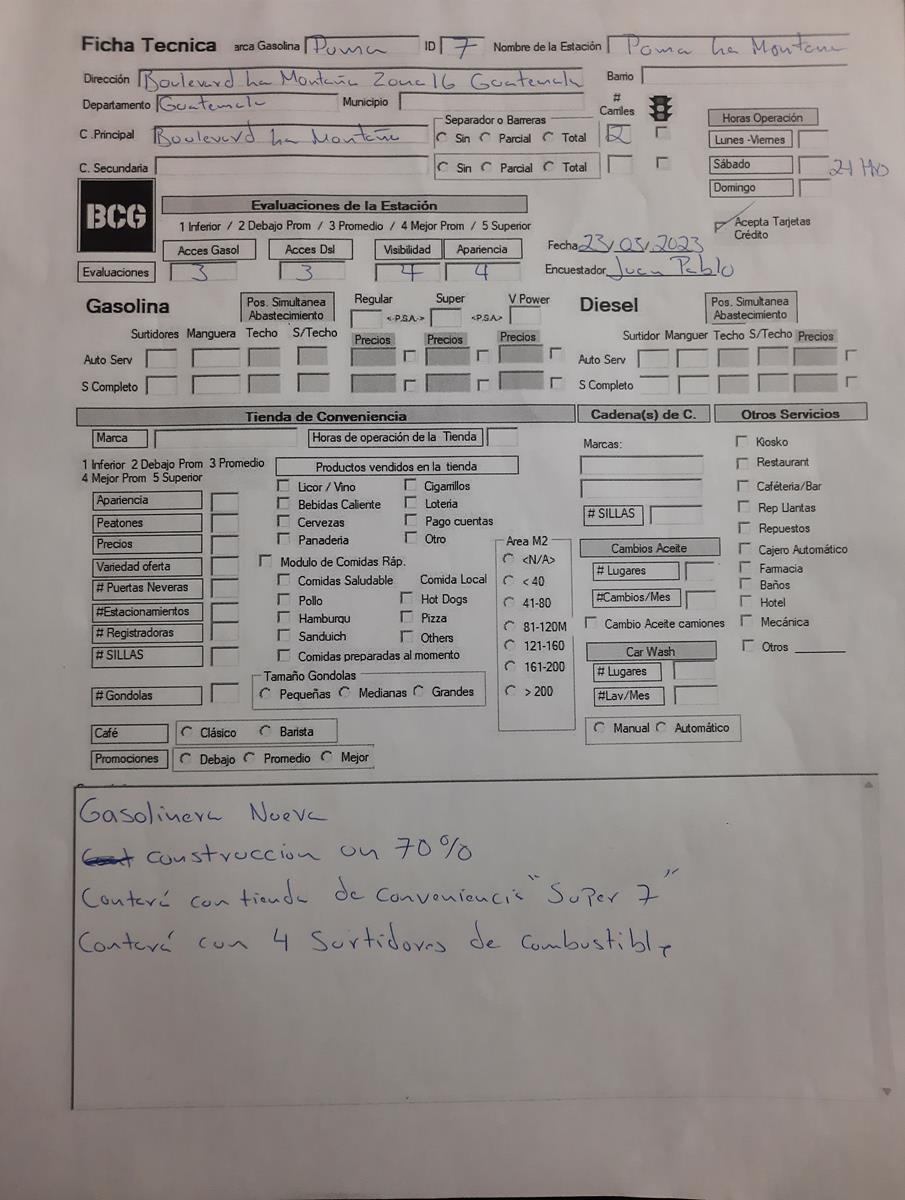 Ficha Tecnica arca Gasolina Puma ID 7 Nombre de la Estación Puma La Montaña
Dirección Boulevard La Montaña Zona 16 Guatemala Barrio
Departamento Guatemala Municipio # Carriles
C .Principal Boulevard La Montaña Separador o Barreras Sin Parcial Total 2
C. Secundaria Sin Parcial Total
Horas Operación
Lunes -Viernes
Sábado 24 Hrs
Domingo
BCG
Evaluaciones de la Estación
1 Inferior / 2 Debajo Prom / 3 Promedio / 4 Mejor Prom / 5 Superior
Acepta Tarjetas Crédito
Acces Gasol Acces Dsl Visibilidad Apariencia
Fecha 23/03/2023
Evaluaciones 3 3 4 4
Encuestador Juan Pablo
Gasolina Pos. Simultanea Abastecimiento Regular Super V Power
<-P.S.A.-> <-P.S.A>
Surtidores Manguera Techo S/Techo Precios Precios Precios
Auto Serv
S Completo
Diesel Pos. Simultanea Abastecimiento
Surtidor Manguer Techo S/Techo Precios
Auto Serv
S Completo
Tienda de Conveniencia
Marca Horas de operación de la Tienda
1 Inferior 2 Debajo Prom 3 Promedio
4 Mejor Prom 5 Superior
Apariencia
Peatones
Precios
Variedad oferta
# Puertas Neveras
#Estacionamientos
# Registradoras
# SILLAS
# Gondolas
Productos vendidos en la tienda
Licor / Vino Cigarrillos
Bebidas Caliente Loteria
Cervezas Pago cuentas
Panaderia Otro
Modulo de Comidas Ráp.
Comidas Saludable Comida Local
Pollo Hot Dogs
Hamburqu Pizza
Sanduich Others
Comidas preparadas al momento
Tamaño Gondolas
Pequeñas Medianas Grandes
Area M2
<N/A>
< 40
41-80
81-120M
121-160
161-200
> 200
Café Clásico Barista
Promociones Debajo Promedio Mejor
Cadena(s) de C.
Marcas:
# SILLAS
Cambios Aceite
# Lugares
#Cambios/Mes
Cambio Aceite camiones
Car Wash
# Lugares
#Lav/Mes
Manual Automático
Otros Servicios
Kiosko
Restaurant
Caféteria/Bar
Rep Llantas
Repuestos
Cajero Automático
Farmacia
Baños
Hotel
Mecánica
Otros
Gasolinera Nueva
construccion en 70%
Contará con tienda de conveniencia "Super 7"
Contará con 4 Surtidores de combustible